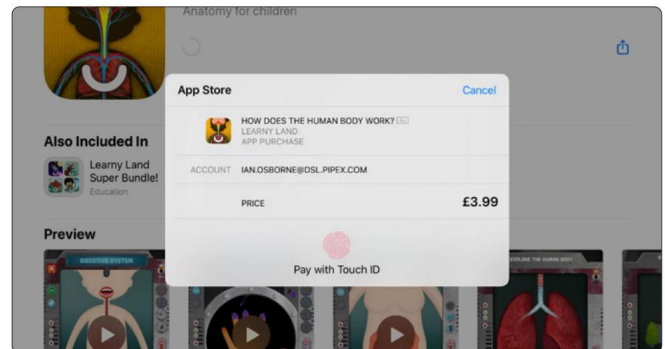 Anatomy for children
App Store
Cancel
HOW DOES THE HUMAN BODY WORK? 4+
LEARNY LAND
APP PURCHASE
ACCOUNT IAN.OSBORNE@DSL.PIPEX.COM
PRICE £3.99
Pay with Touch ID
Also Included In
Learny Land
Super Bundle!
Education
Preview
DIGESTIVE SYSTEM
EXPLORE THE HUMAN BODY